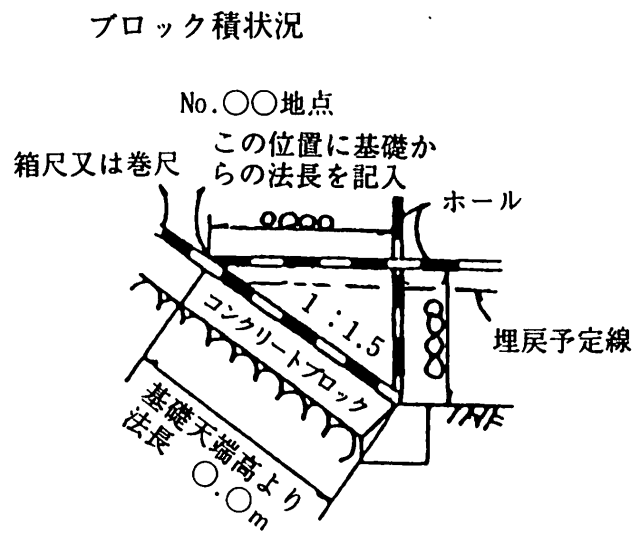 ブロック積状況
No.○○地点
この位置に基礎か
らの法長を記入
箱尺又は巻尺
ホール
○○○○
1:1.5
○○○○
埋戻予定線
コンクリートブロック
基礎天端高より
法長 ○.○m